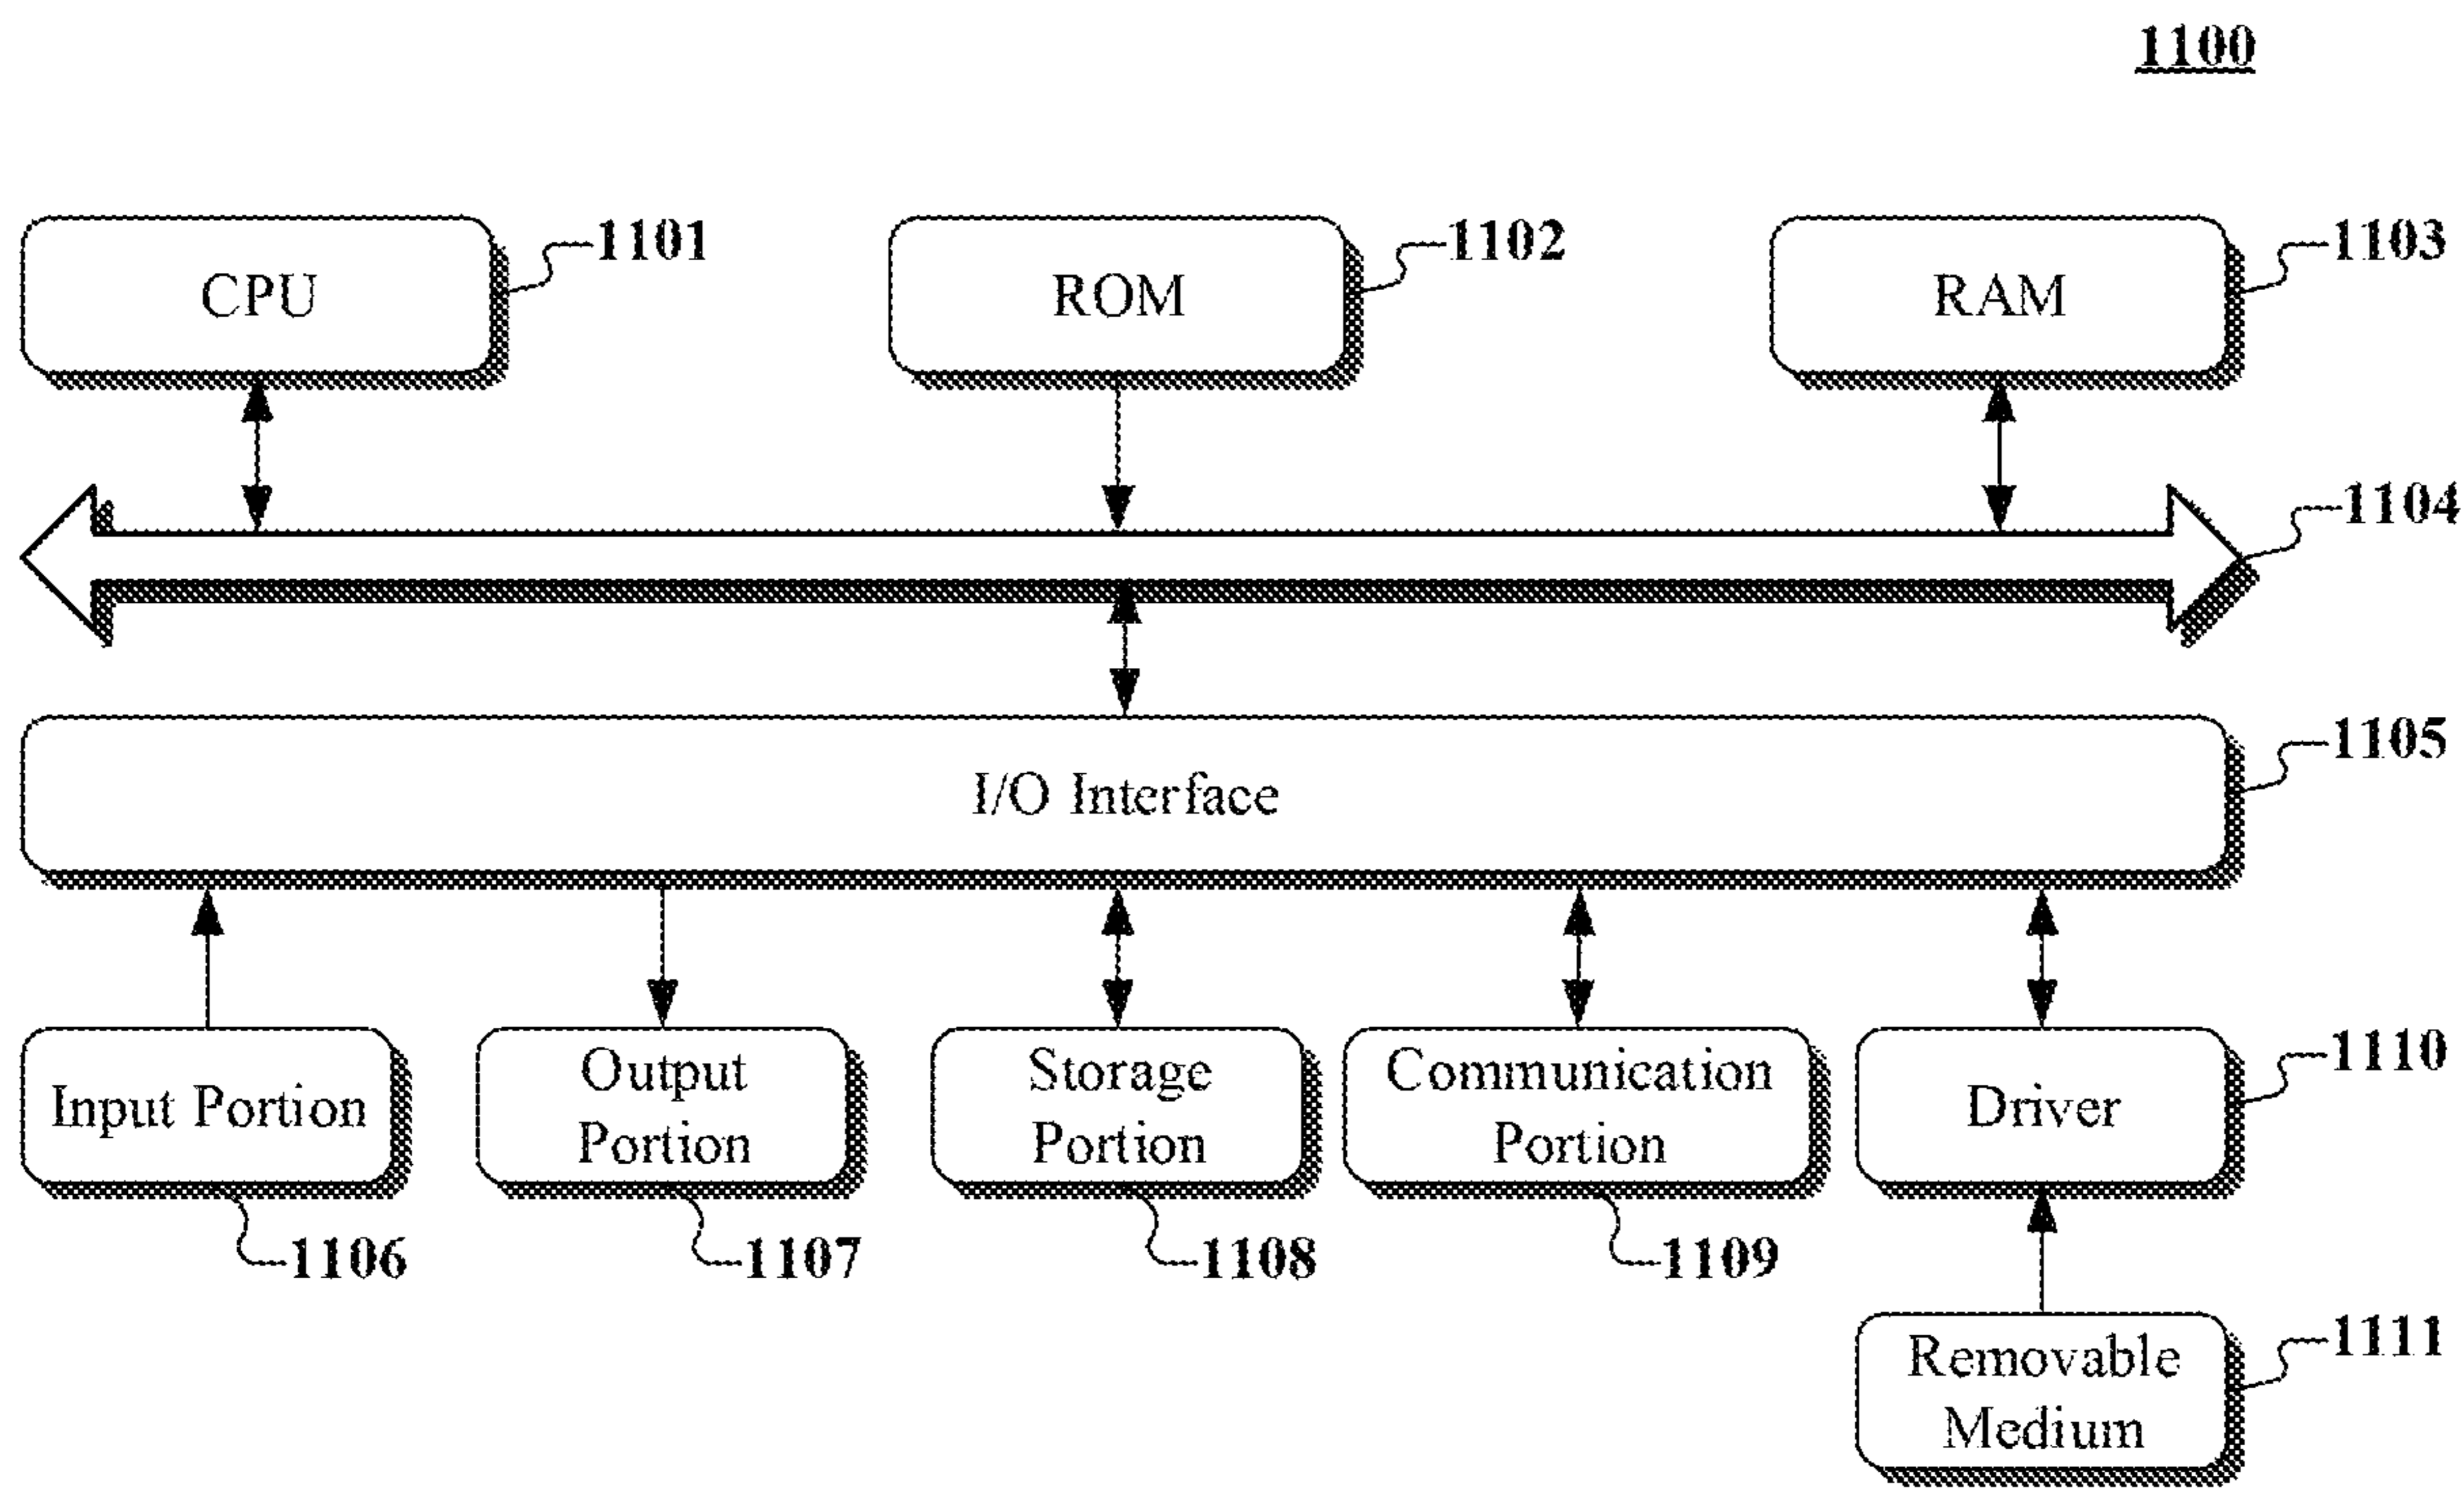 1100
CPU
1101
ROM
1102
RAM
1103
1104
I/O Interface
1105
Input Portion
1106
Output
Portion
1107
Storage
Portion
1108
Communication
Portion
1109
Driver
1110
Removable
Medium
1111